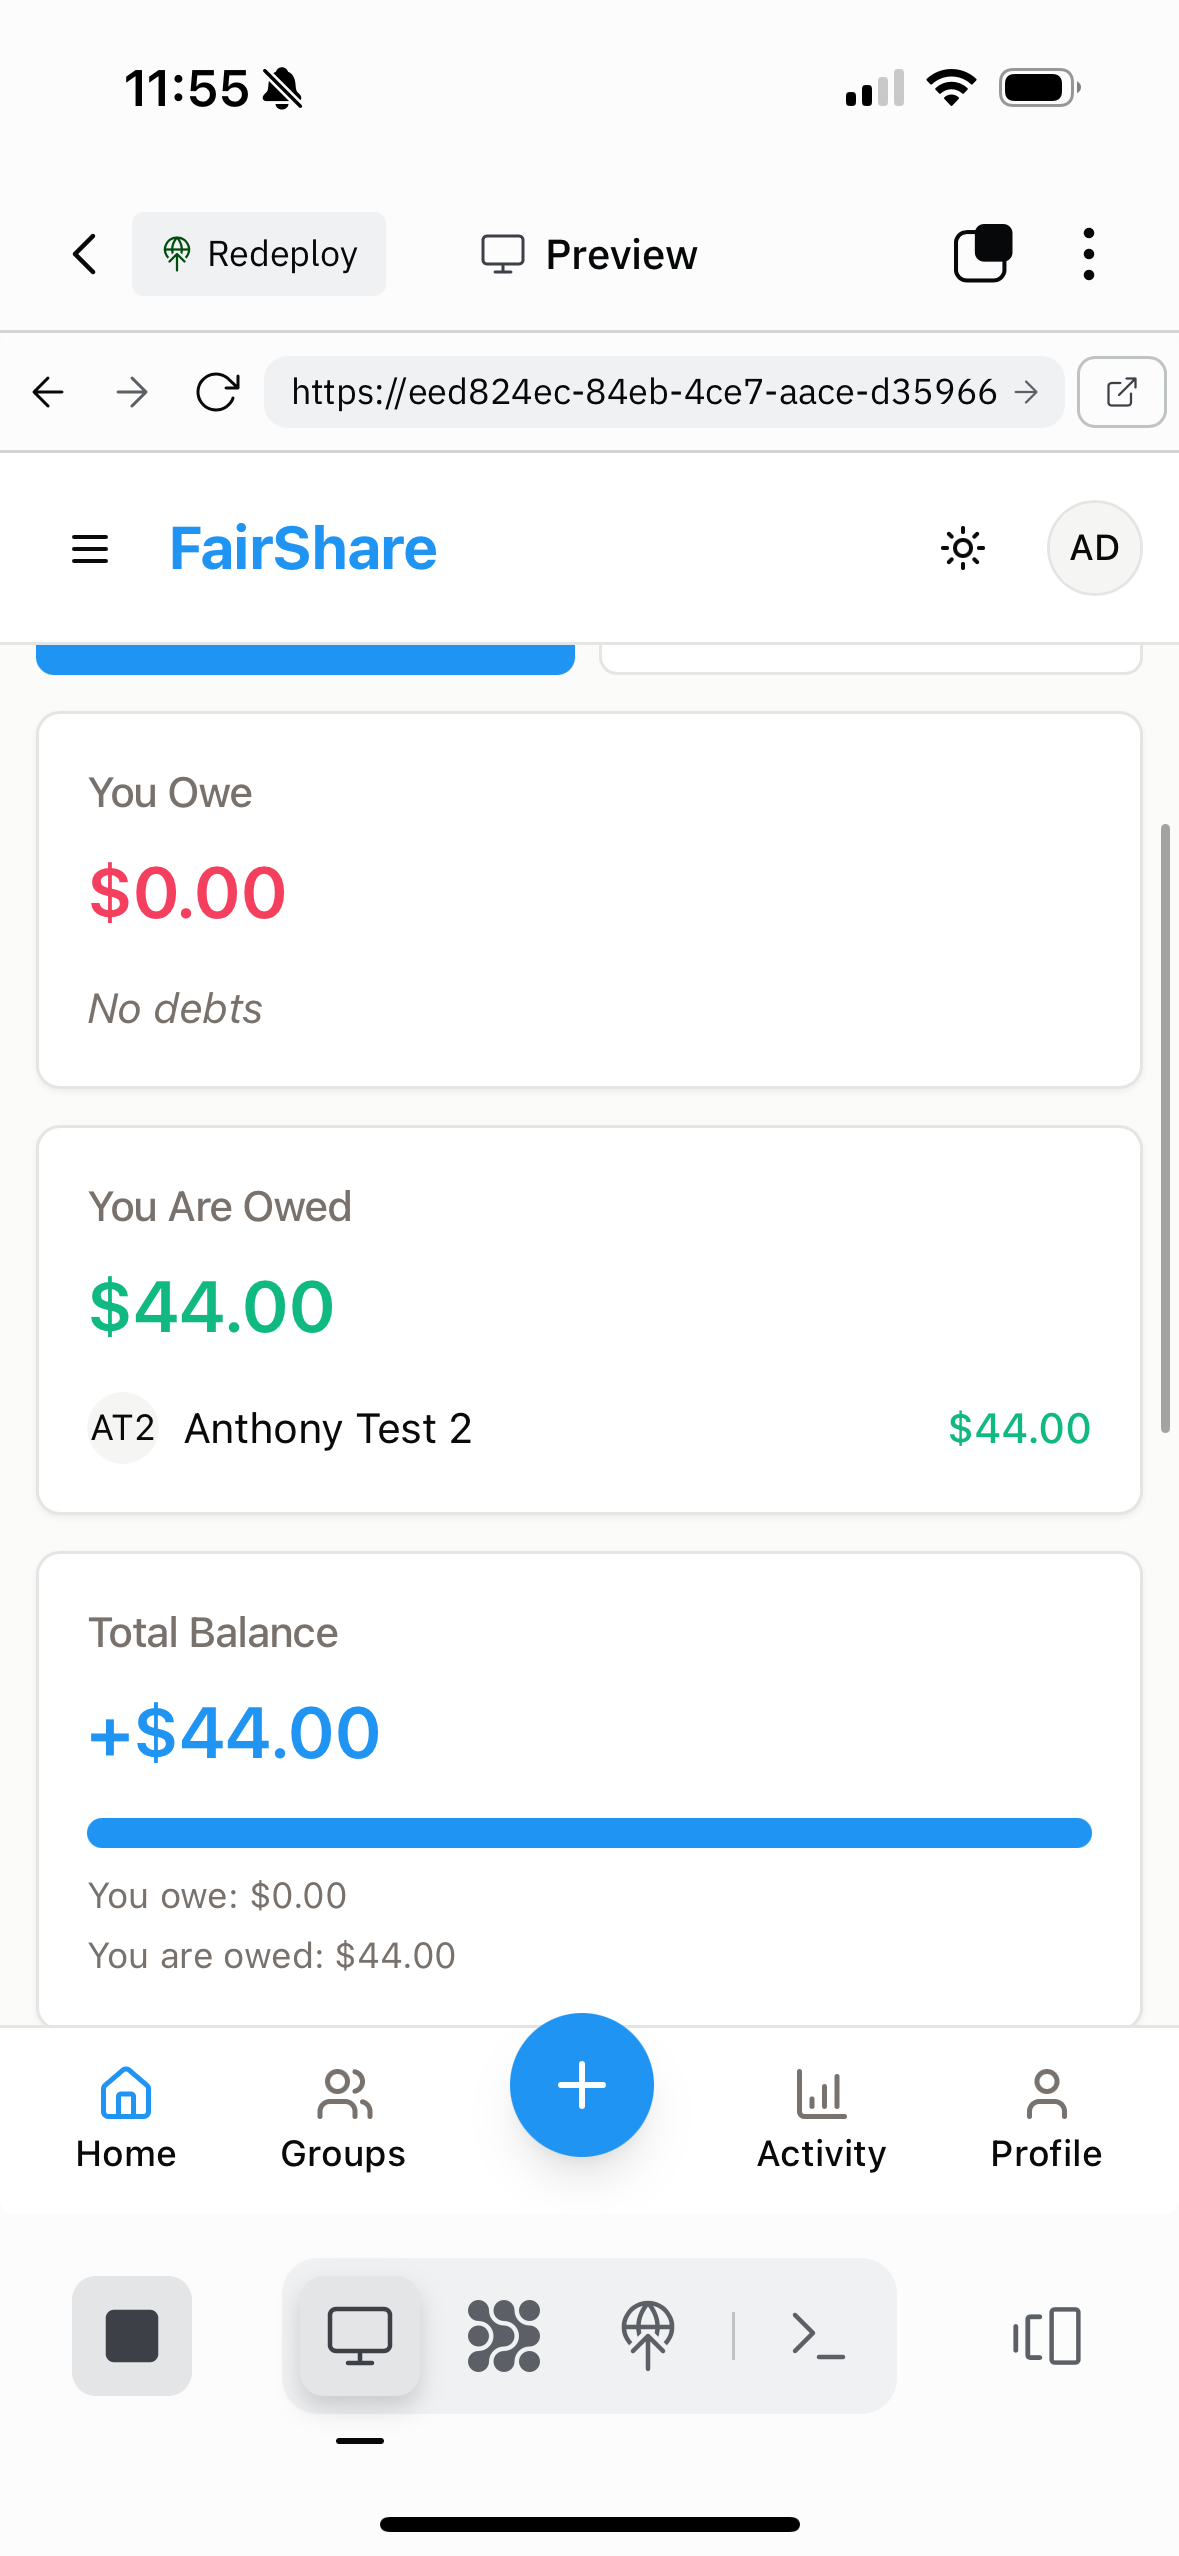 11:55
Redeploy
Preview
https://eed824ec-84eb-4ce7-aace-d35966
FairShare
AD
You Owe
$0.00
No debts
You Are Owed
$44.00
AT2 Anthony Test 2 $44.00
Total Balance
+$44.00
You owe: $0.00
You are owed: $44.00
Home Groups Activity Profile